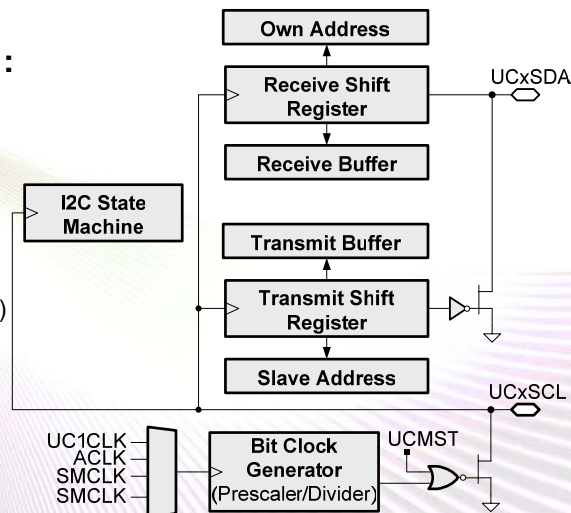 :
)
Own Address
UCxSDA
Receive Shift
Register
Receive Buffer
I2C State
Machine
Transmit Buffer
Transmit Shift
Register
Slave Address
UCxSCL
UC1CLK
ACLK
SMCLK
SMCLK
Bit Clock
Generator
(Prescaler/Divider)
UCMST